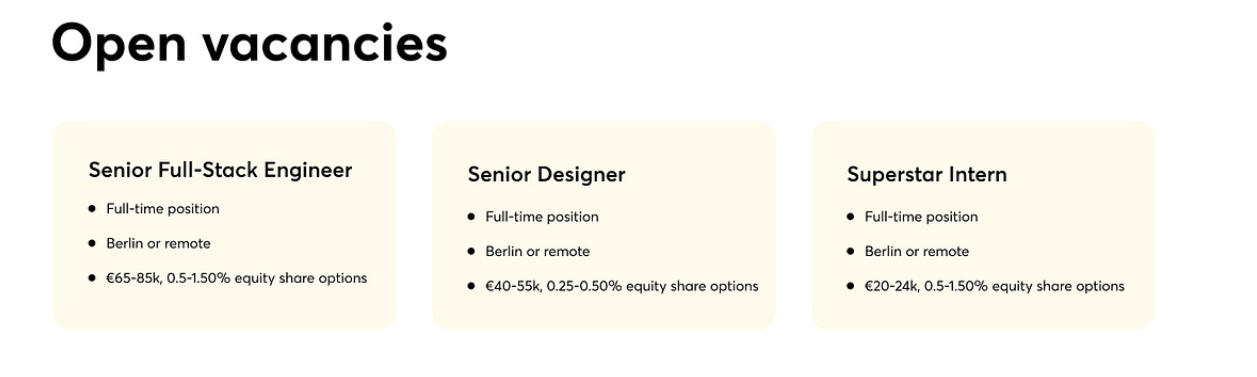 Open vacancies
Senior Full-Stack Engineer
• Full-time position
• Berlin or remote
• €65-85k, 0.5-1.50% equity share options
Senior Designer
• Full-time position
• Berlin or remote
• €40-55k, 0.25-0.50% equity share options
Superstar Intern
• Full-time position
• Berlin or remote
• €20-24k, 0.5-1.50% equity share options